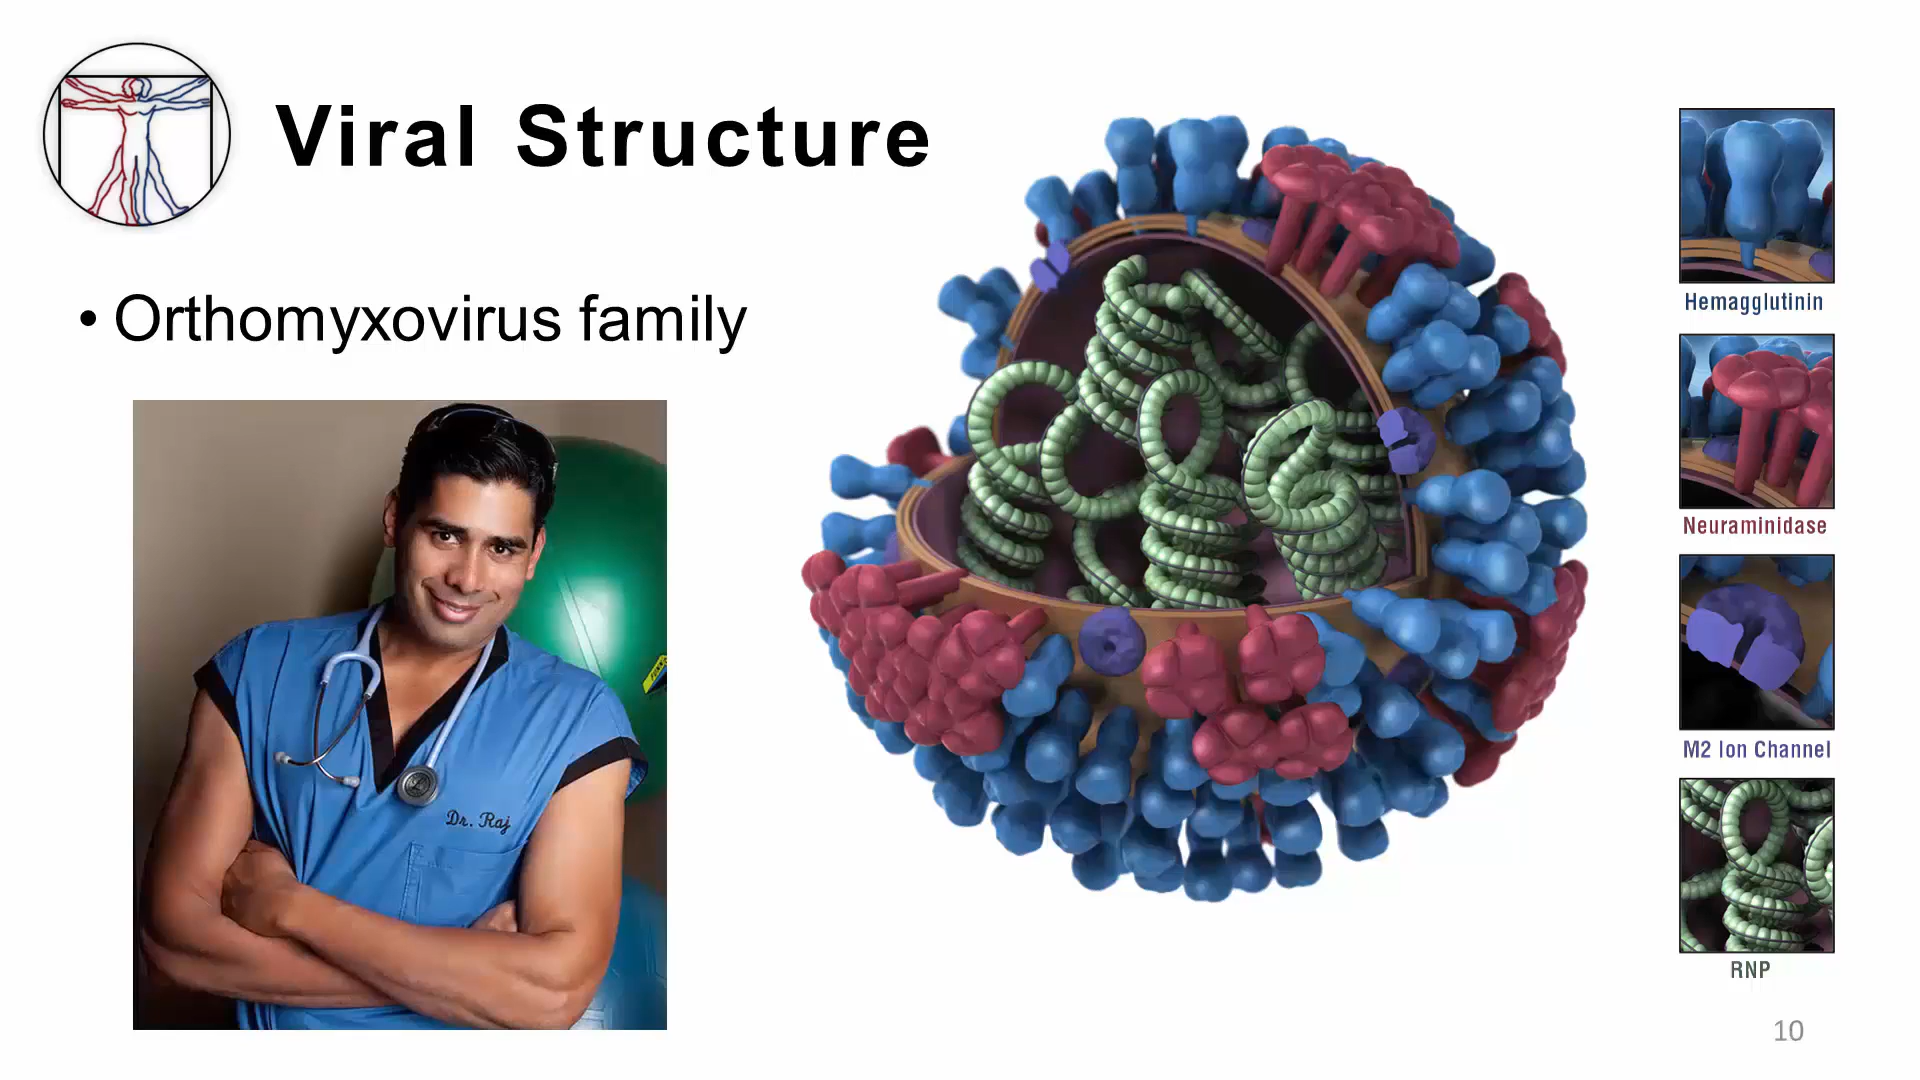 Viral Structure
• Orthomyxovirus family
Dr. Raj
Hemagglutinin
Neuraminidase
M2 Ion Channel
RNP
10